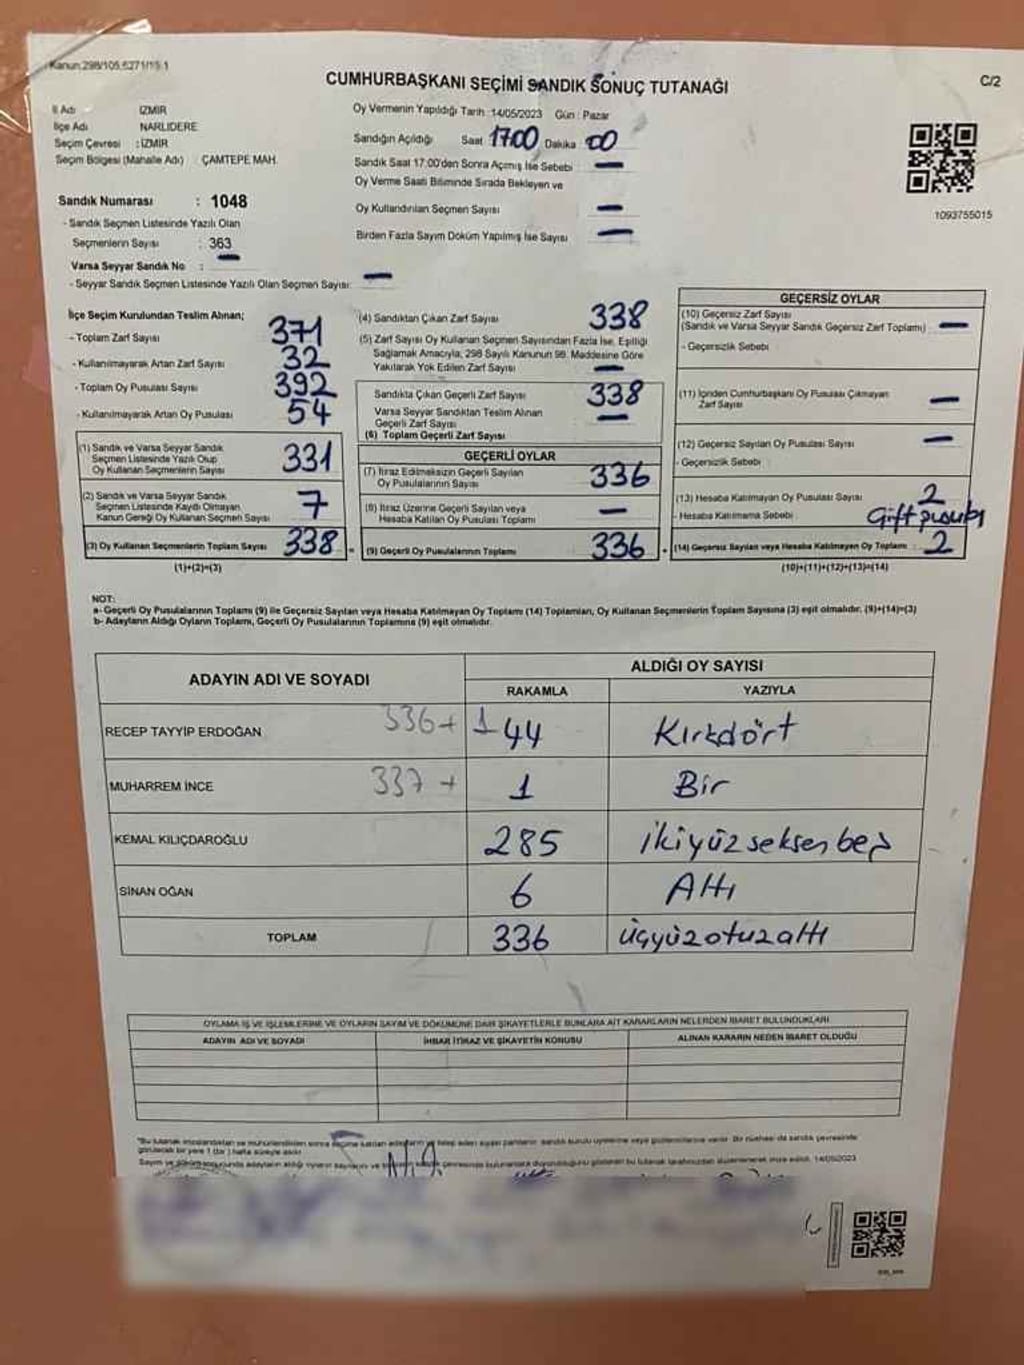 Kanun:298/105,6271/19.1
CUMHURBAŞKANI SEÇİMİ SANDIK SONUÇ TUTANAĞI
C/2
İl Adı İZMİR
İlçe Adı NARLIDERE
Seçim Çevresi : İZMİR
Seçim Bölgesi (Mahalle Adı) ÇAMTEPE MAH.
Oy Vermenin Yapıldığı Tarih :14/05/2023 Gün : Pazar
Sandığın Açıldığı Saat 17:00 Dakika 00
Sandık Saat 17:00'den Sonra Açılmış İse Sebebi —
Oy Verme Saati Bitiminde Sırada Bekleyen ve
Oy Kullandırılan Seçmen Sayısı —
Birden Fazla Sayım Döküm Yapılmış İse Sayısı —
1093755015
Sandık Numarası : 1048
- Sandık Seçmen Listesinde Yazılı Olan
Seçmenlerin Sayısı : 363
Varsa Seyyar Sandık No : —
- Seyyar Sandık Seçmen Listesinde Yazılı Olan Seçmen Sayısı: —
İlçe Seçim Kurulundan Teslim Alınan;
- Toplam Zarf Sayısı 371
- Kullanılmayarak Artan Zarf Sayısı 32
- Toplam Oy Pusulası Sayısı 392
- Kullanılmayarak Artan Oy Pusulası 54
(1) Sandık ve Varsa Seyyar Sandık
Seçmen Listesinde Yazılı Olup
Oy Kullanan Seçmenlerin Sayısı 331
(2) Sandık ve Varsa Seyyar Sandık
Seçmen Listesinde Kaydı Olmayan
Kanun Gereği Oy Kullanan Seçmen Sayısı 7
(3) Oy Kullanan Seçmenlerin Toplam Sayısı 338 =
(1)+(2)=(3)
(4) Sandıktan Çıkan Zarf Sayısı 338
(5) Zarf Sayısı Oy Kullanan Seçmen Sayısından Fazla İse, Eşitliği
Sağlamak Amacıyla, 298 Sayılı Kanunun 98. Maddesine Göre
Yakılarak Yok Edilen Zarf Sayısı —
Sandıkta Çıkan Geçerli Zarf Sayısı 338
Varsa Seyyar Sandıktan Teslim Alınan
Geçerli Zarf Sayısı —
(6) Toplam Geçerli Zarf Sayısı
GEÇERLİ OYLAR
(7) İtiraz Edilmeksizin Geçerli Sayılan
Oy Pusulalarının Sayısı 336
(8) İtiraz Üzerine Geçerli Sayılan veya
Hesaba Katılan Oy Pusulası Toplamı —
(9) Geçerli Oy Pusulalarının Toplamı 336 +
GEÇERSİZ OYLAR
(10) Geçersiz Zarf Sayısı
(Sandık ve Varsa Seyyar Sandık Geçersiz Zarf Toplamı) —
- Geçersizlik Sebebi
(11) İçinden Cumhurbaşkanı Oy Pusulası Çıkmayan
Zarf Sayısı —
(12) Geçersiz Sayılan Oy Pusulası Sayısı —
- Geçersizlik Sebebi
(13) Hesaba Katılmayan Oy Pusulası Sayısı 2
- Hesaba Katılmama Sebebi : Çift pusula
(14) Geçersiz Sayılan veya Hesaba Katılmayan Oy Toplamı : 2
(10)+(11)+(12)+(13)=(14)
NOT:
a- Geçerli Oy Pusulalarının Toplamı (9) ile Geçersiz Sayılan veya Hesaba Katılmayan Oy Toplamı (14) Toplamları, Oy Kullanan Seçmenlerin Toplam Sayısına (3) eşit olmalıdır. (9)+(14)=(3)
b- Adayların Aldığı Oyların Toplamı, Geçerli Oy Pusulalarının Toplamına (9) eşit olmalıdır.
ADAYIN ADI VE SOYADI
ALDIĞI OY SAYISI
RAKAMLA YAZIYLA
RECEP TAYYİP ERDOĞAN 336+ 1 44 Kırkdört
MUHARREM İNCE 337 + 1 Bir
KEMAL KILIÇDAROĞLU 285 ikiyüzseksenbeş
SİNAN OĞAN 6 Altı
TOPLAM 336 üçyüzotuzaltı
OYLAMA İŞ VE İŞLEMLERİNE VE OYLARIN SAYIM VE DÖKÜMÜNE DAİR ŞİKAYETLERLE BUNLARA AİT KARARLARIN NELERDEN İBARET BULUNDUKLARI
ADAYIN ADI VE SOYADI İHBAR İTİRAZ VE ŞİKAYETİN KONUSU ALINAN KARARIN NEDEN İBARET OLDUĞU